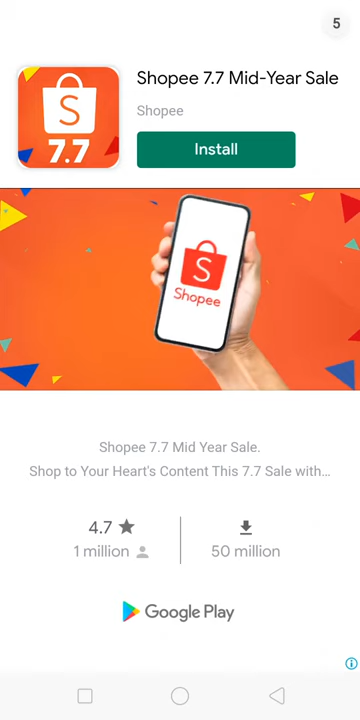 5
Shopee 7.7 Mid-Year Sale
Shopee
Install
S
7.7
S
Shopee
Shopee 7.7 Mid Year Sale.
Shop to Your Heart's Content This 7.7 Sale with...
4.7
1 million
50 million
Google Play